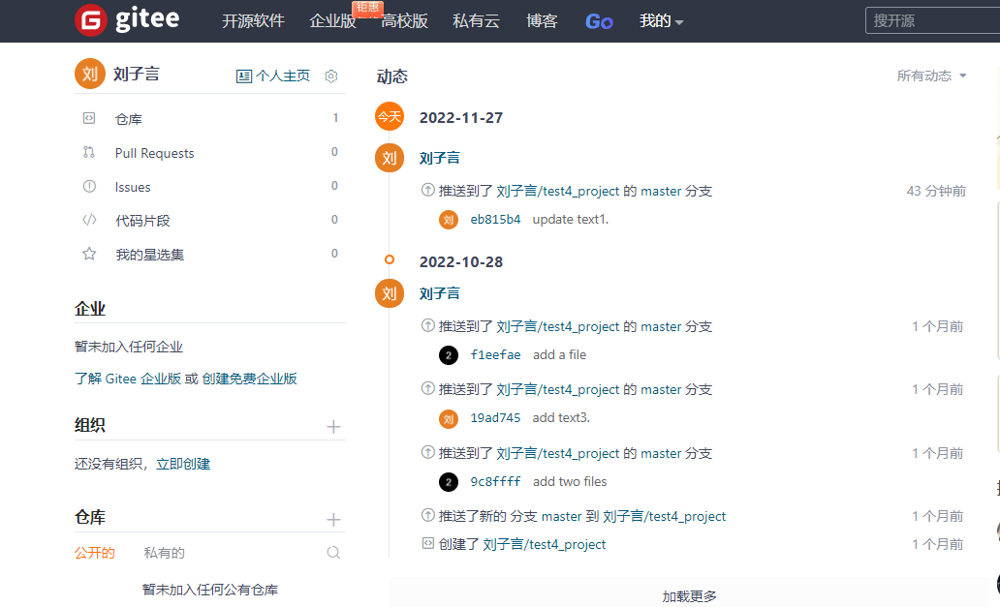 gitee 开源软件 企业版 钜惠 高校版 私有云 博客 Go 我的 搜开源
刘 刘子言 个人主页
仓库 1
Pull Requests 0
Issues 0
代码片段 0
我的星选集 0
企业
暂未加入任何企业
了解 Gitee 企业版 或 创建免费企业版
组织
还没有组织，立即创建
仓库
公开的 私有的
暂未加入任何公有仓库
动态 所有动态
今天 2022-11-27
刘 刘子言
推送到了 刘子言/test4_project 的 master 分支 43 分钟前
刘 eb815b4 update text1.
2022-10-28
刘 刘子言
推送到了 刘子言/test4_project 的 master 分支 1 个月前
2 f1eefae add a file
推送到了 刘子言/test4_project 的 master 分支 1 个月前
刘 19ad745 add text3.
推送到了 刘子言/test4_project 的 master 分支 1 个月前
2 9c8ffff add two files
推送了新的 分支 master 到 刘子言/test4_project 1 个月前
创建了 刘子言/test4_project 1 个月前
加载更多